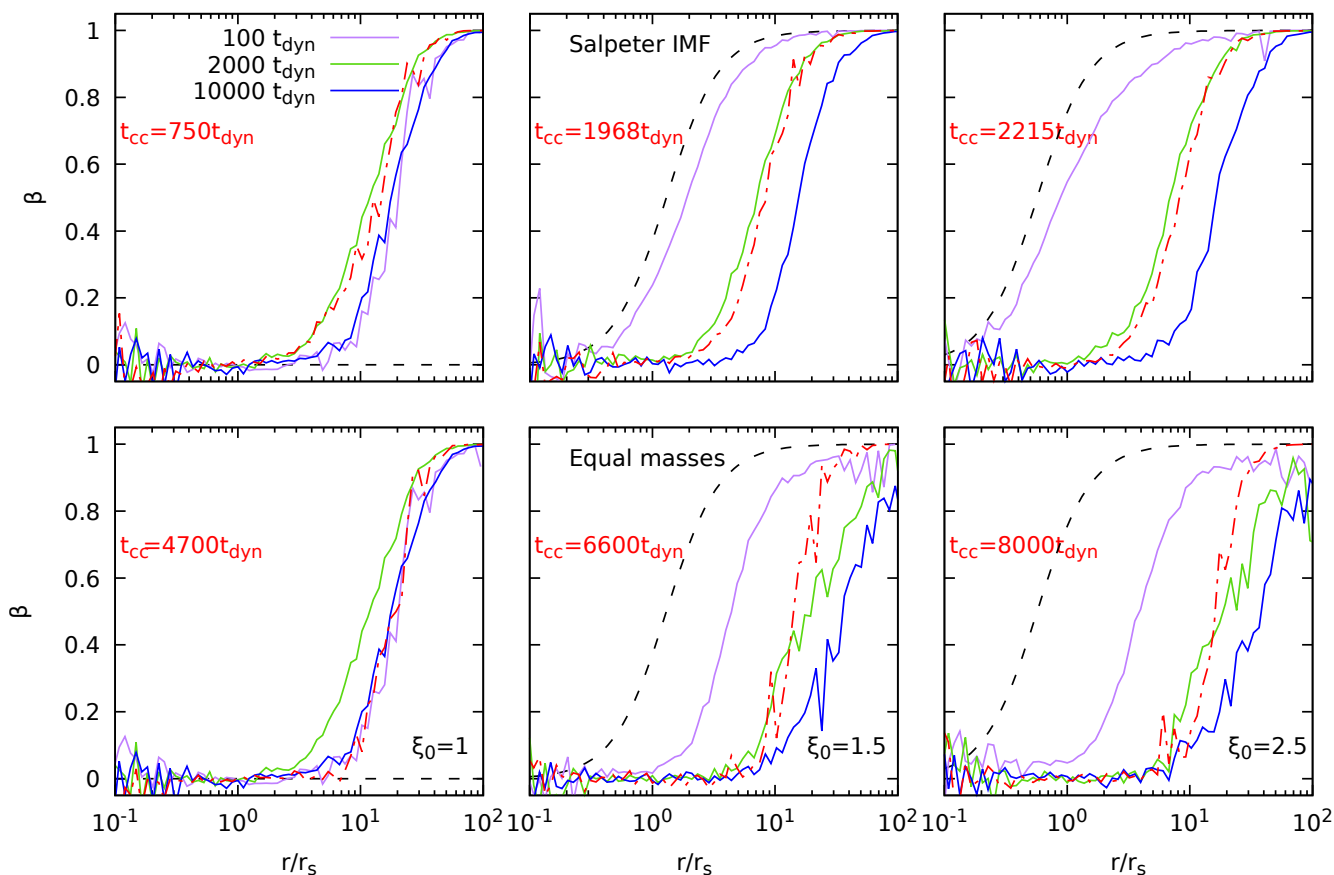 1
0.8
0.6
0.4
0.2
0
β
100 t_dyn
2000 t_dyn
10000 t_dyn
t_cc=750t_dyn
Salpeter IMF
t_cc=1968t_dyn
t_cc=2215t_dyn
1
0.8
0.6
0.4
0.2
0
β
t_cc=4700t_dyn
ξ_0=1
Equal masses
t_cc=6600t_dyn
ξ_0=1.5
t_cc=8000t_dyn
ξ_0=2.5
10^-1 10^0 10^1 10^2 10^-1 10^0 10^1 10^2 10^-1 10^0 10^1 10^2
r/r_s r/r_s r/r_s